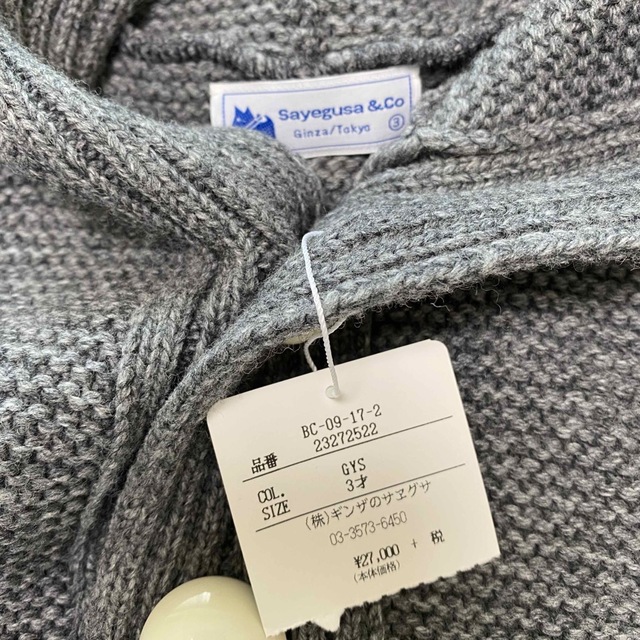 Sayegusa & Co
Ginza/Tokyo ③
品番 BC-09-17-2
23272522
COL. GYS
SIZE 3才
(株)ギンザのサヱグサ
03-3573-6450
¥27,000 + 税
(本体価格)